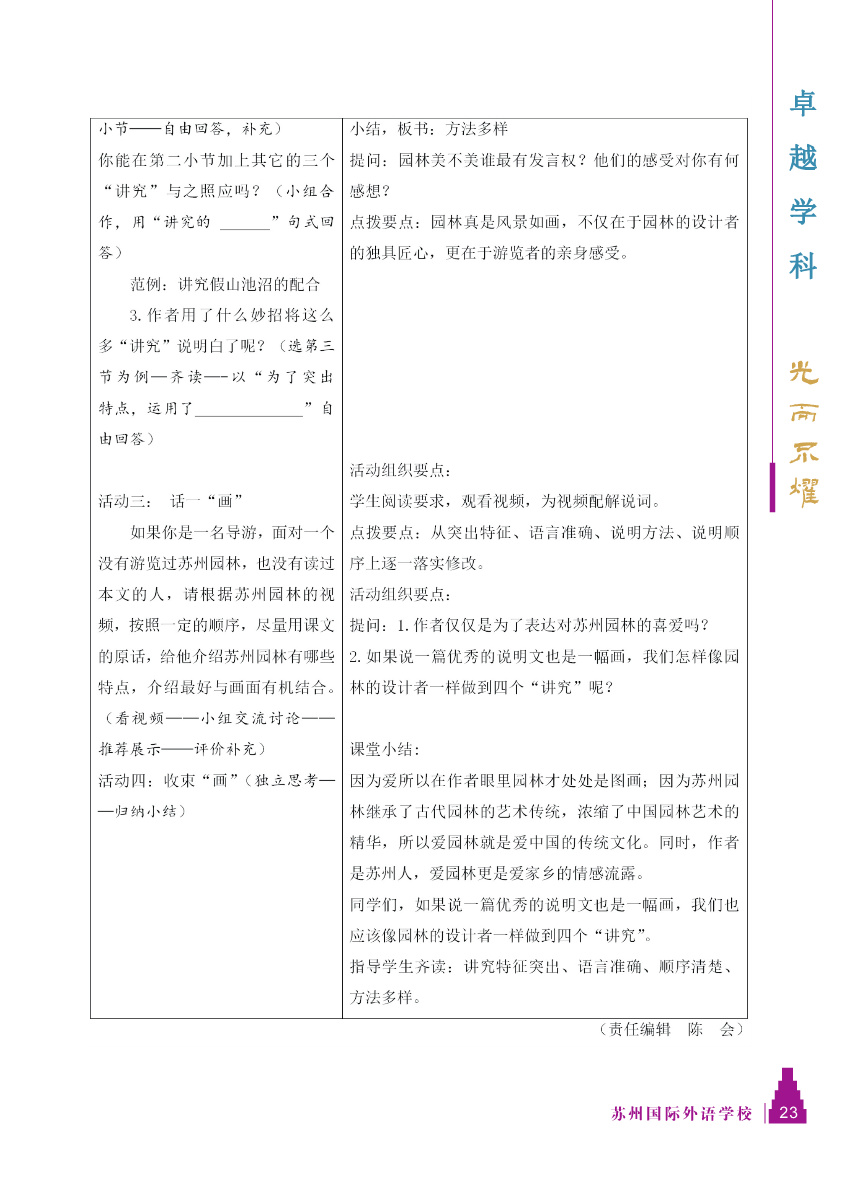 小节——自由回答，补充）
你能在第二小节加上其它的三个
“讲究”与之照应吗？（小组合
作，用“讲究的 ______”句式回
答）
范例：讲究假山池沼的配合
3.作者用了什么妙招将这么
多“讲究”说明白了呢？（选第三
节为例—齐读—-以“为了突出
特点，运用了_____________”自
由回答）
活动三： 话一“画”
如果你是一名导游，面对一个
没有游览过苏州园林，也没有读过
本文的人，请根据苏州园林的视
频，按照一定的顺序，尽量用课文
的原话，给他介绍苏州园林有哪些
特点，介绍最好与画面有机结合。
（看视频——小组交流讨论——
推荐展示——评价补充）
活动四：收束“画”（独立思考—
—归纳小结）
小结，板书：方法多样
提问：园林美不美谁最有发言权？他们的感受对你有何
感想？
点拨要点：园林真是风景如画，不仅在于园林的设计者
的独具匠心，更在于游览者的亲身感受。
活动组织要点：
学生阅读要求，观看视频，为视频配解说词。
点拨要点：从突出特征、语言准确、说明方法、说明顺
序上逐一落实修改。
活动组织要点：
提问：1.作者仅仅是为了表达对苏州园林的喜爱吗？
2.如果说一篇优秀的说明文也是一幅画，我们怎样像园
林的设计者一样做到四个“讲究”呢？
课堂小结：
因为爱所以在作者眼里园林才处处是图画；因为苏州园
林继承了古代园林的艺术传统，浓缩了中国园林艺术的
精华，所以爱园林就是爱中国的传统文化。同时，作者
是苏州人，爱园林更是爱家乡的情感流露。
同学们，如果说一篇优秀的说明文也是一幅画，我们也
应该像园林的设计者一样做到四个“讲究”。
指导学生齐读：讲究特征突出、语言准确、顺序清楚、
方法多样。
（责任编辑 陈 会）
卓越学科
光而不耀
苏州国际外语学校 23